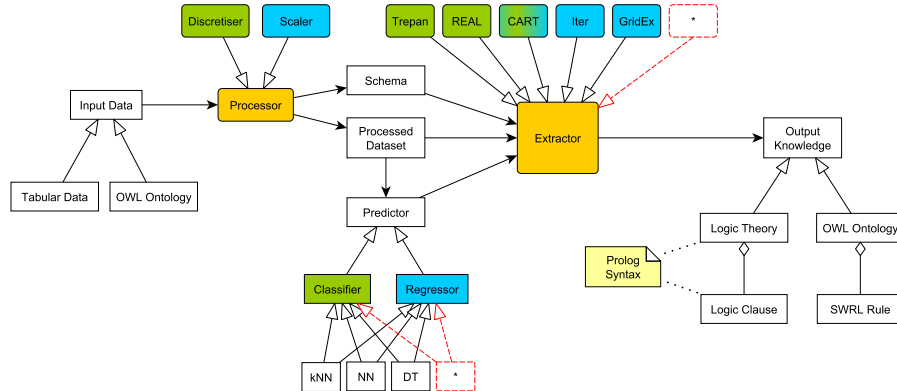 Discretiser
Scaler
Trepan
REAL
CART
Iter
GridEx
*
Input Data
Processor
Schema
Processed
Dataset
Extractor
Output
Knowledge
Tabular Data
OWL Ontology
Predictor
Logic Theory
OWL Ontology
Prolog
Syntax
Classifier
Regressor
Logic Clause
SWRL Rule
kNN
NN
DT
*